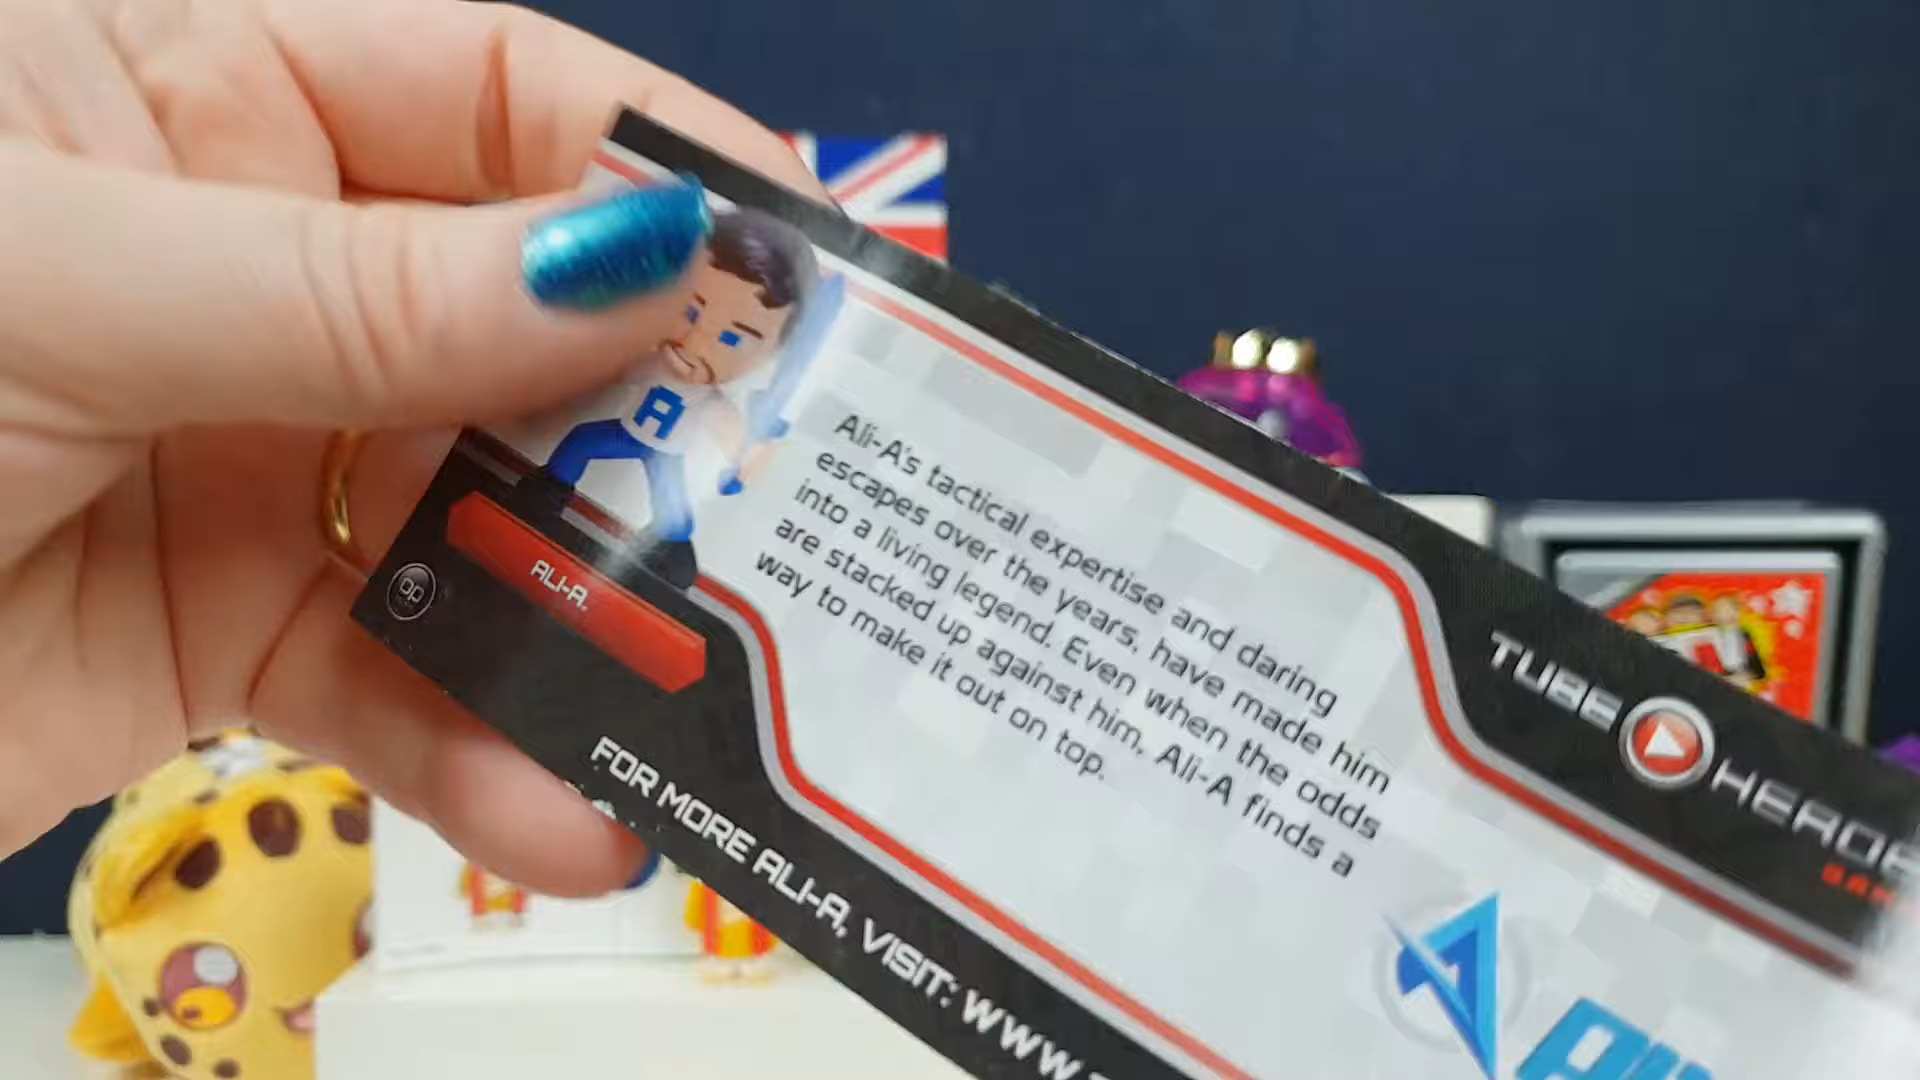 A
Ali-A's tactical expertise and daring
escapes over the years, have made him
into a living legend. Even when the odds
are stacked up against him, Ali-A finds a
way to make it out on top.
ALI-A.
DP
TUBE HEROE
FOR MORE ALI-A, VISIT: WWW.